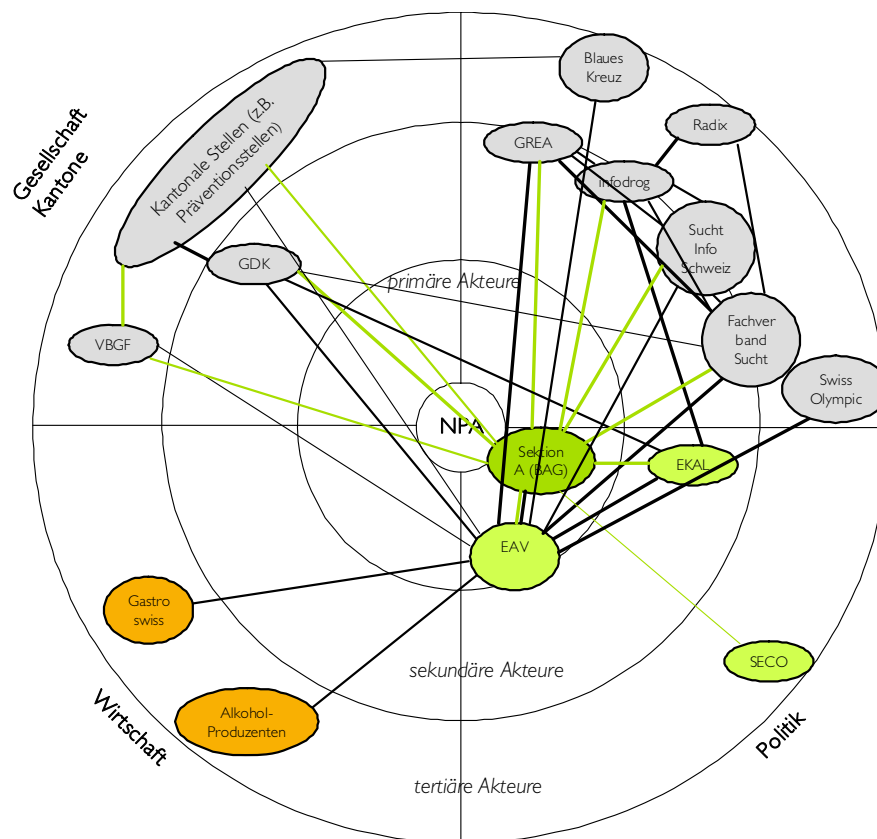 Blaues
Kreuz
Radix
GREA
Infodrog
Gesellschaft
Kantone
Kantonale Stellen (z.B.
Präventionsstellen)
Sucht
Info
Schweiz
GDK
primäre Akteure
VBGF
Fachver
band
Sucht
Swiss
Olympic
NPA
Sektion
A (BAG)
EKAL
EAV
Gastro
swiss
SECO
sekundäre Akteure
Alkohol-
Produzenten
Wirtschaft
Politik
tertiäre Akteure